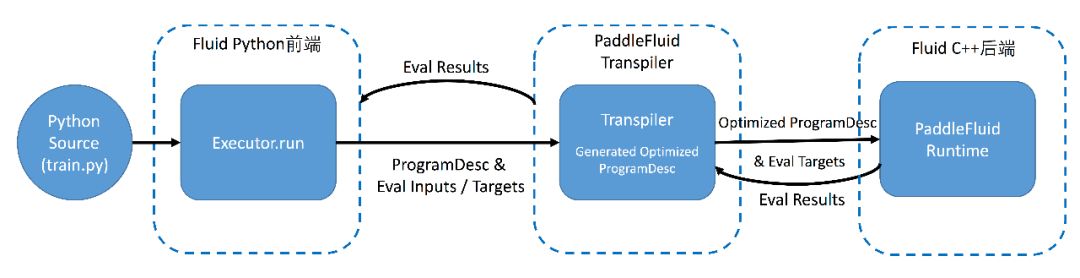 Fluid Python前端
PaddleFluid
Transpiler
Fluid C++后端
Eval Results
Python
Source
(train.py)
Executor.run
ProgramDesc &
Eval Inputs / Targets
Transpiler
Generated Optimized
ProgramDesc
Optimized ProgramDesc
& Eval Targets
Eval Results
PaddleFluid
Runtime